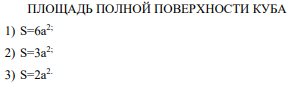 ПЛОЩАДЬ ПОЛНОЙ ПОВЕРХНОСТИ КУБА
1) S=6a²;
2) S=3a²;
3) S=2a².